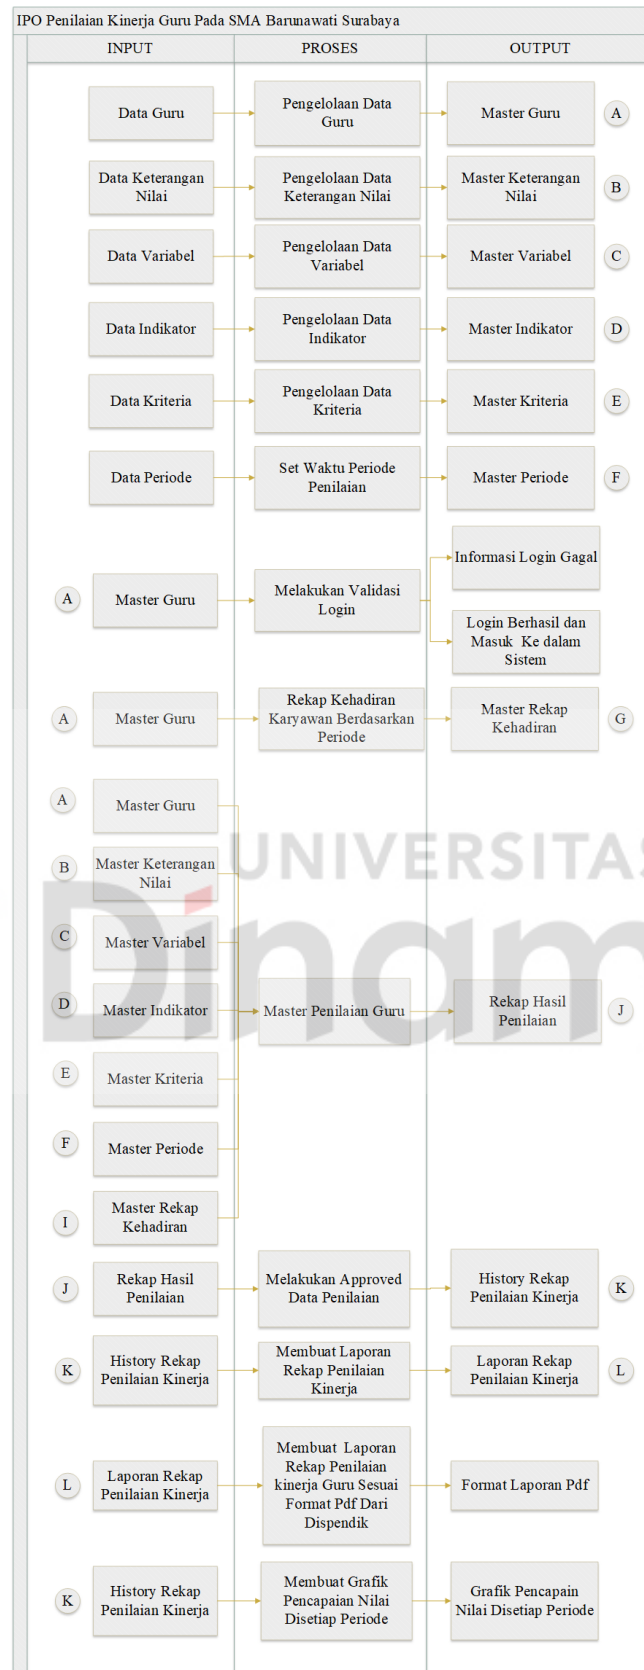 IPO Penilaian Kinerja Guru Pada SMA Barunawati Surabaya
INPUT
PROSES
OUTPUT
Data Guru
Pengelolaan Data
Guru
Master Guru
A
Data Keterangan
Nilai
Pengelolaan Data
Keterangan Nilai
Master Keterangan
Nilai
B
Data Variabel
Pengelolaan Data
Variabel
Master Variabel
C
Data Indikator
Pengelolaan Data
Indikator
Master Indikator
D
Data Kriteria
Pengelolaan Data
Kriteria
Master Kriteria
E
Data Periode
Set Waktu Periode
Penilaian
Master Periode
F
A
Master Guru
Melakukan Validasi
Login
Informasi Login Gagal
Login Berhasil dan
Masuk Ke dalam
Sistem
A
Master Guru
Rekap Kehadiran
Karyawan Berdasarkan
Periode
Master Rekap
Kehadiran
G
A
Master Guru
B
Master Keterangan
Nilai
C
Master Variabel
D
Master Indikator
E
Master Kriteria
F
Master Periode
I
Master Rekap
Kehadiran
Master Penilaian Guru
Rekap Hasil
Penilaian
J
UNIVERSITAS
Dinam
J
Rekap Hasil
Penilaian
Melakukan Approved
Data Penilaian
History Rekap
Penilaian Kinerja
K
K
History Rekap
Penilaian Kinerja
Membuat Laporan
Rekap Penilaian
Kinerja
Laporan Rekap
Penilaian Kinerja
L
L
Laporan Rekap
Penilaian Kinerja
Membuat Laporan
Rekap Penilaian
kinerja Guru Sesuai
Format Pdf Dari
Dispendik
Format Laporan Pdf
K
History Rekap
Penilaian Kinerja
Membuat Grafik
Pencapaian Nilai
Disetiap Periode
Grafik Pencapain
Nilai Disetiap Periode